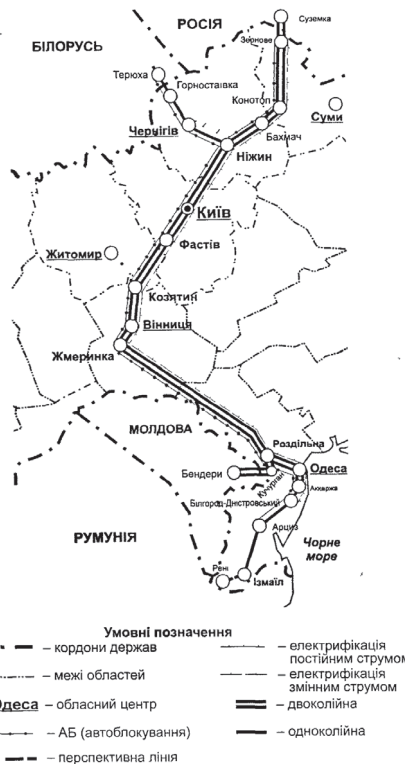 РОСІЯ
Суземка
БІЛОРУСЬ
Зернове
Терюха
Горностаївка
Конотоп
Суми
Чернігів
Бахмач
Ніжин
Київ
Житомир
Фастів
Козятин
Вінниця
Жмеринка
МОЛДОВА
Роздільна
Бендери
Кучурган
Одеса
Аккаржа
Білгород-Дністровський
Арциз
РУМУНІЯ
Чорне
море
Рені
Ізмаїл
Умовні позначення
– кордони держав
– електрифікація
постійним струмом
– межі областей
– електрифікація
змінним струмом
Одеса – обласний центр
– двоколійна
– АБ (автоблокування)
– одноколійна
– перспективна лінія